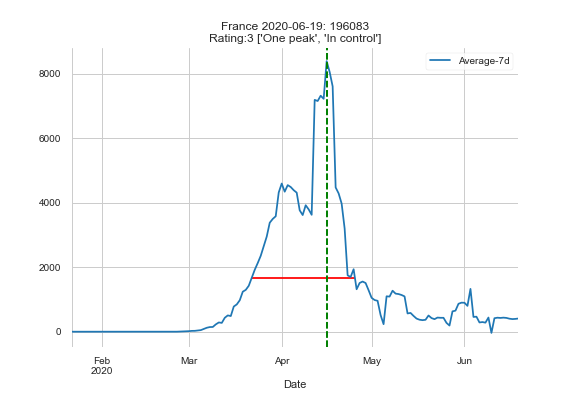 France 2020-06-19: 196083
Rating:3 ['One peak', 'In control']
Average-7d
8000
6000
4000
2000
0
Feb
2020
Mar
Apr
May
Jun
Date